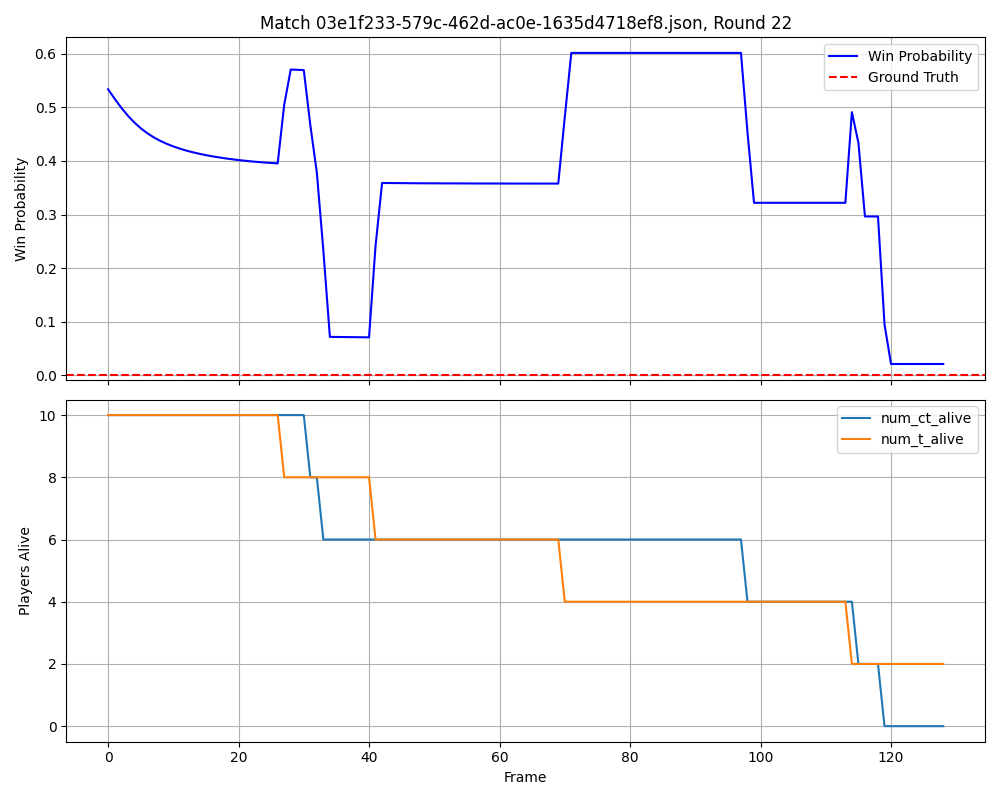 Match 03e1f233-579c-462d-ac0e-1635d4718ef8.json, Round 22
Win Probability
0.6
0.5
0.4
0.3
0.2
0.1
0.0
Win Probability
Ground Truth
Players Alive
10
8
6
4
2
0
num_ct_alive
num_t_alive
0 20 40 60 80 100 120
Frame